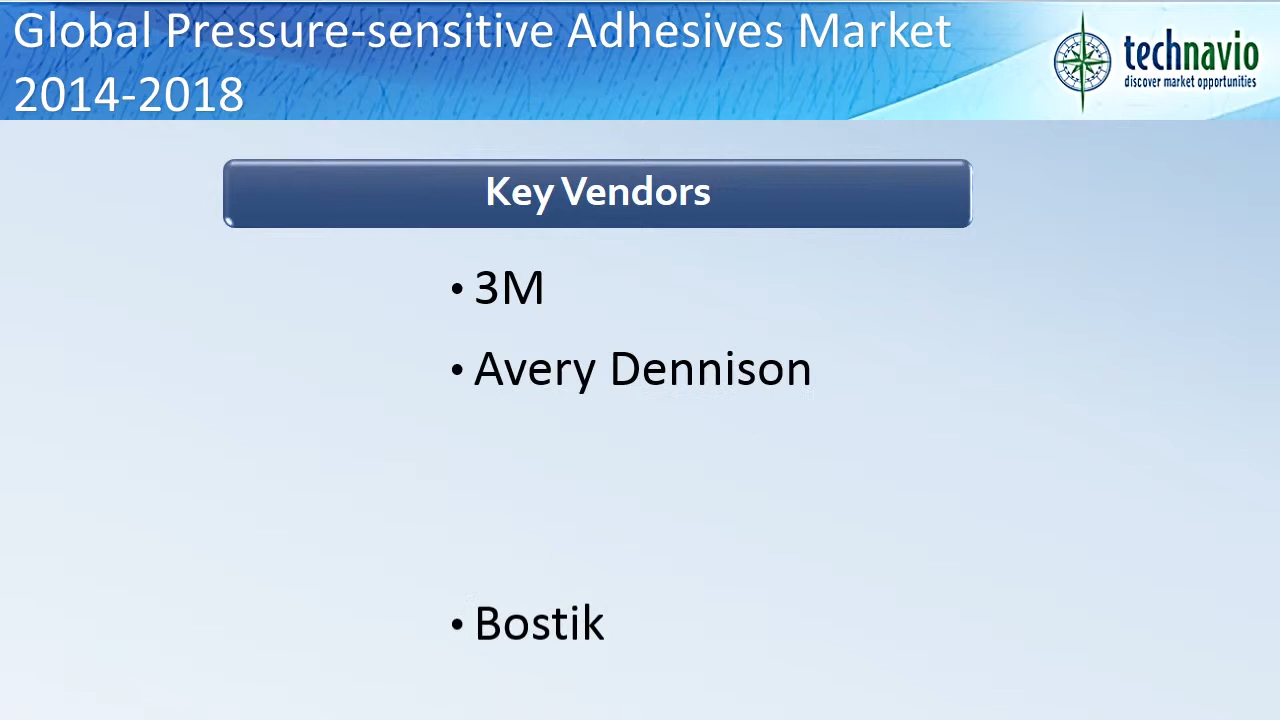 Global Pressure-sensitive Adhesives Market
2014-2018
technavio
discover market opportunities
Key Vendors
• 3M
• Avery Dennison
• Bostik